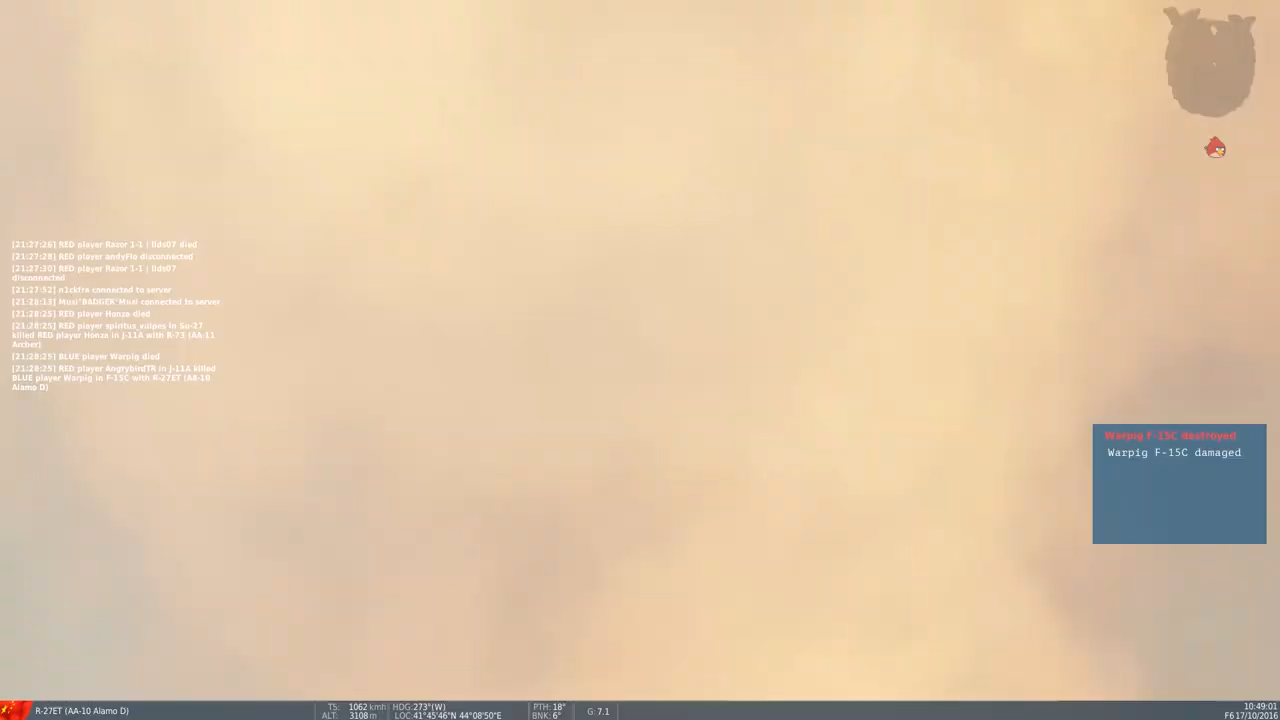 [21:27:26] RED player Razor 1-1 | lids07 died
[21:27:28] RED player andyFlo disconnected
[21:27:30] RED player Razor 1-1 | lids07
disconnected
[21:27:52] n1ckfra connected to server
[21:28:13] Muxi*BADGER*Muxi connected to server
[21:28:25] RED player Honza died
[21:28:25] RED player spiritus_vulpes in Su-27
killed RED player Honza in J-11A with R-73 (AA-11
Archer)
[21:28:25] BLUE player Warpig died
[21:28:25] RED player AngrybirdTR in J-11A killed
BLUE player Warpig in F-15C with R-27ET (AA-10
Alamo D)
Warpig F-15C destroyed
Warpig F-15C damaged
R-27ET (AA-10 Alamo D)
TS: 1062 kmh HDG:273°(W) PTH: 18°
ALT: 3108 m LOC:41°45'46"N 44°08'50"E BNK: 6°
G: 7.1
10:49:01
F6 17/10/2016